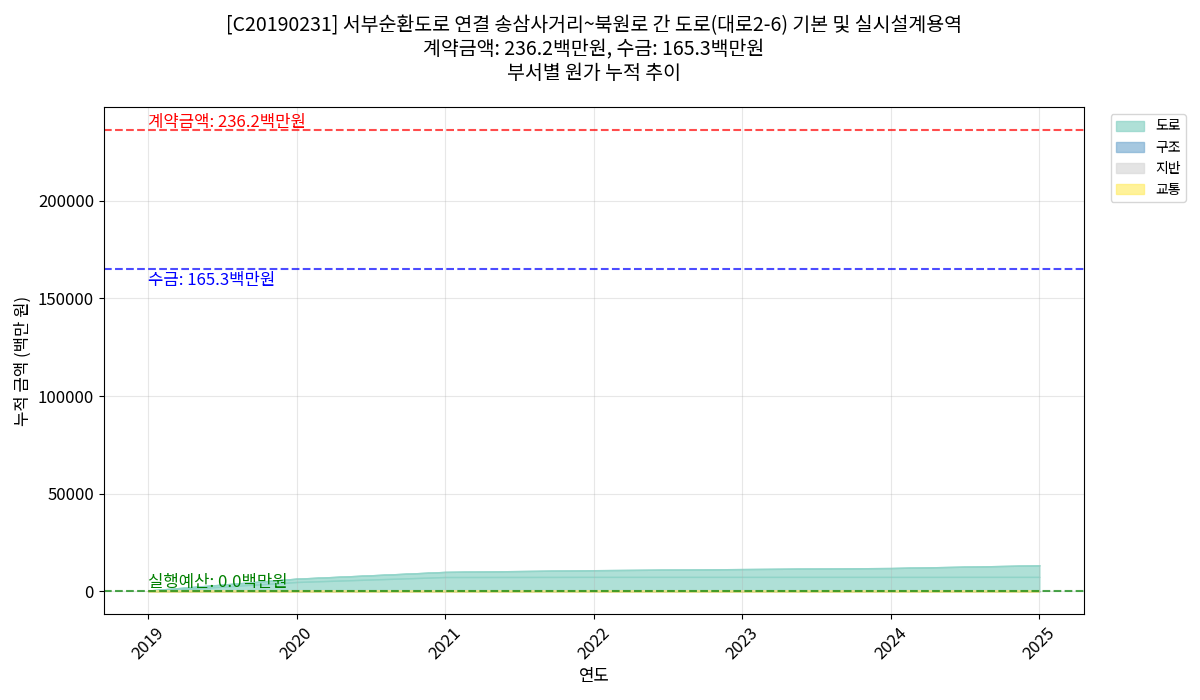 [C20190231] 서부순환도로 연결 송삼사거리~북원로 간 도로(대로2-6) 기본 및 실시설계용역
계약금액: 236.2백만원, 수금: 165.3백만원
부서별 원가 누적 추이
계약금액: 236.2백만원
수금: 165.3백만원
실행예산: 0.0백만원
도로
구조
지반
교통
누적 금액 (백만 원)
200000
150000
100000
50000
0
2019
2020
2021
2022
2023
2024
2025
연도